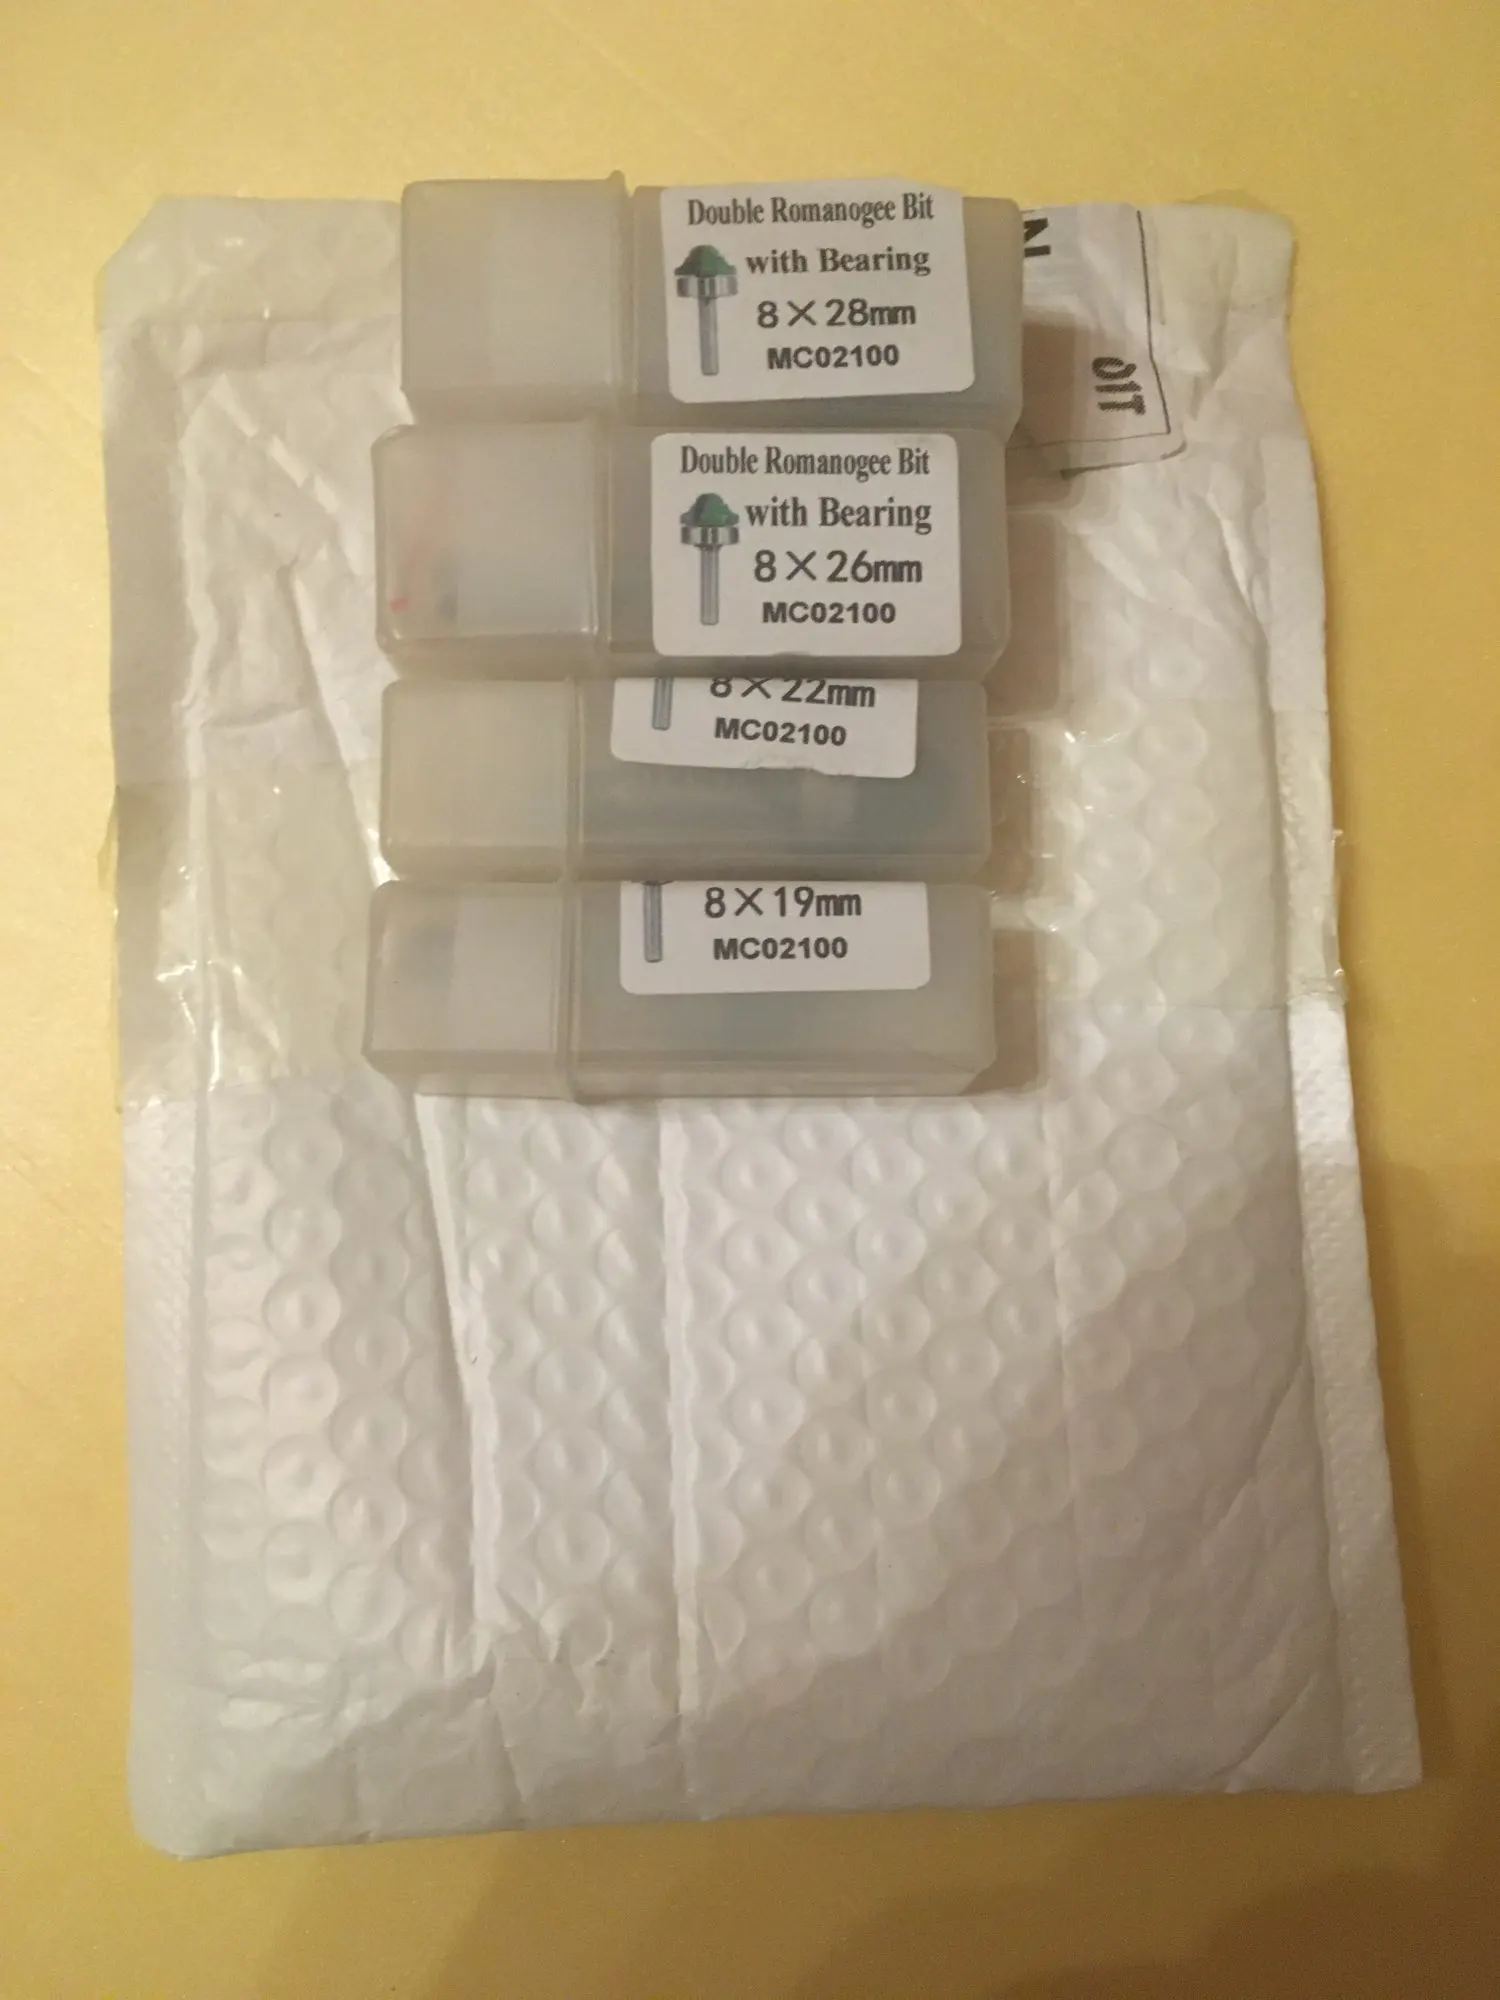 Double Romanogee Bit
with Bearing
8×28mm
MC02100
Double Romanogee Bit
with Bearing
8×26mm
MC02100
8×22mm
MC02100
8×19mm
MC02100
N
01T